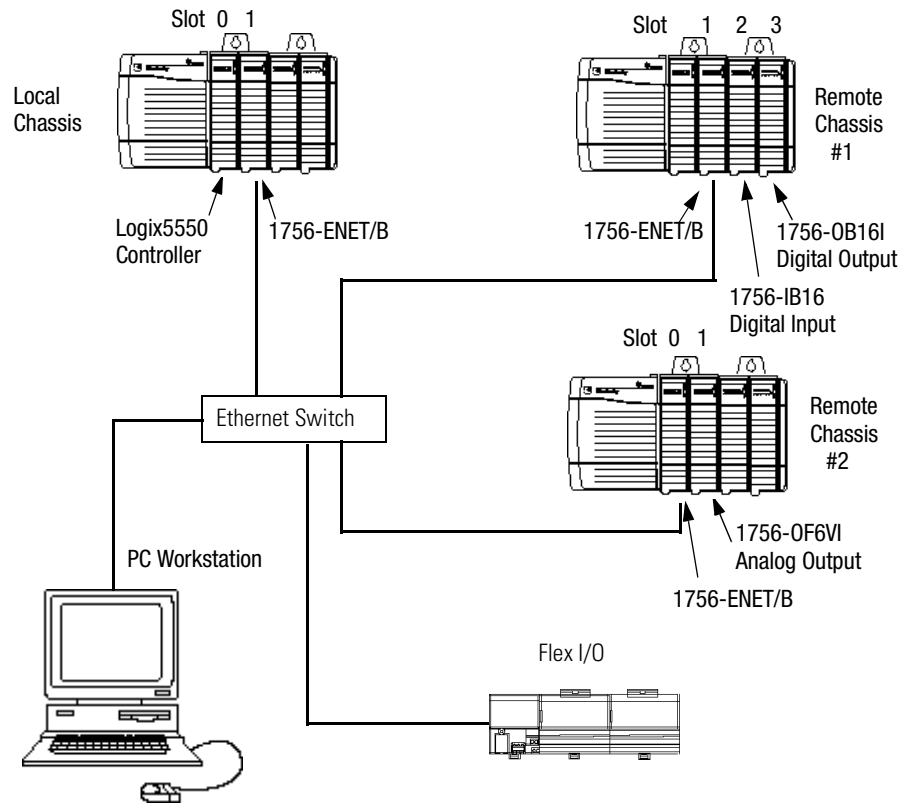 Slot 0 1
Slot 1 2 3
Local
Chassis
Remote
Chassis
#1
Logix5550
Controller
1756-ENET/B
1756-ENET/B
1756-OB16I
Digital Output
1756-IB16
Digital Input
Slot 0 1
Ethernet Switch
Remote
Chassis
#2
1756-OF6VI
Analog Output
1756-ENET/B
PC Workstation
Flex I/O